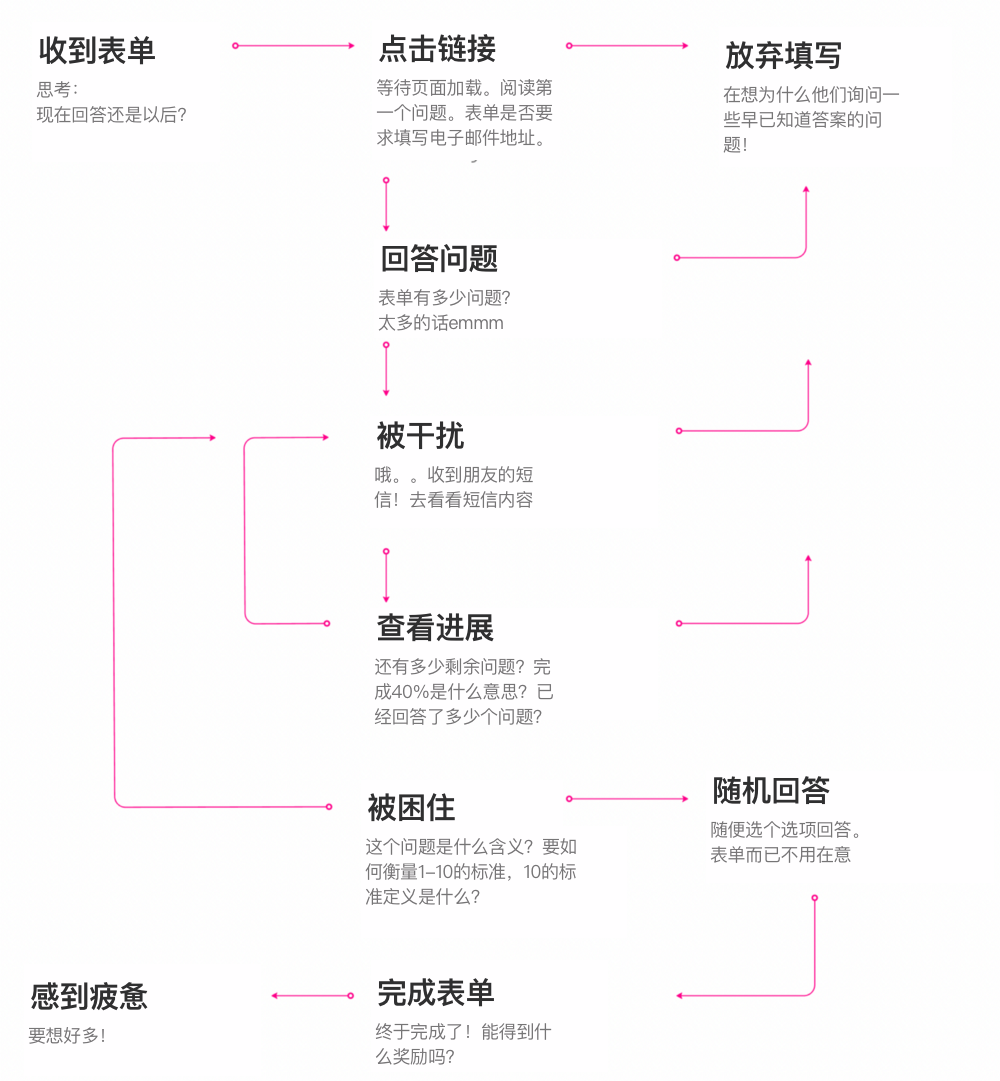 收到表单
思考：
现在回答还是以后？
点击链接
等待页面加载。阅读第
一个问题。表单是否要
求填写电子邮件地址。
放弃填写
在想为什么他们询问一
些早已知道答案的问
题！
回答问题
表单有多少问题？
太多的话emmm
被干扰
哦。。收到朋友的短
信！去看看短信内容
查看进展
还有多少剩余问题？完
成40%是什么意思？已
经回答了多少个问题？
被困住
这个问题是什么含义？要如
何衡量1-10的标准，10的标
准定义是什么？
随机回答
随便选个选项回答。
表单而已不用在意
感到疲惫
要想好多！
完成表单
终于完成了！能得到什
么奖励吗？